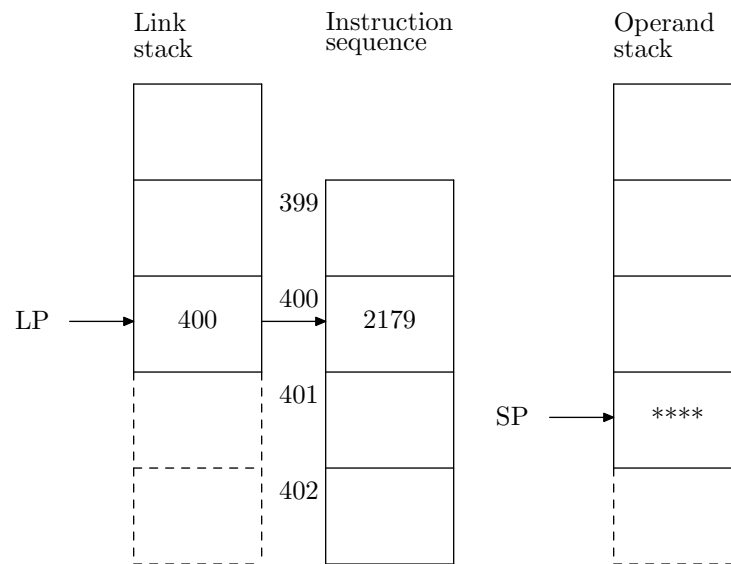 Link
stack
Instruction
sequence
Operand
stack
399
400
LP
400
2179
401
SP
****
402